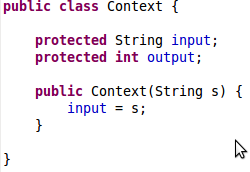 public class Context {
protected String input;
protected int output;
public Context(String s) {
input = s;
}
}